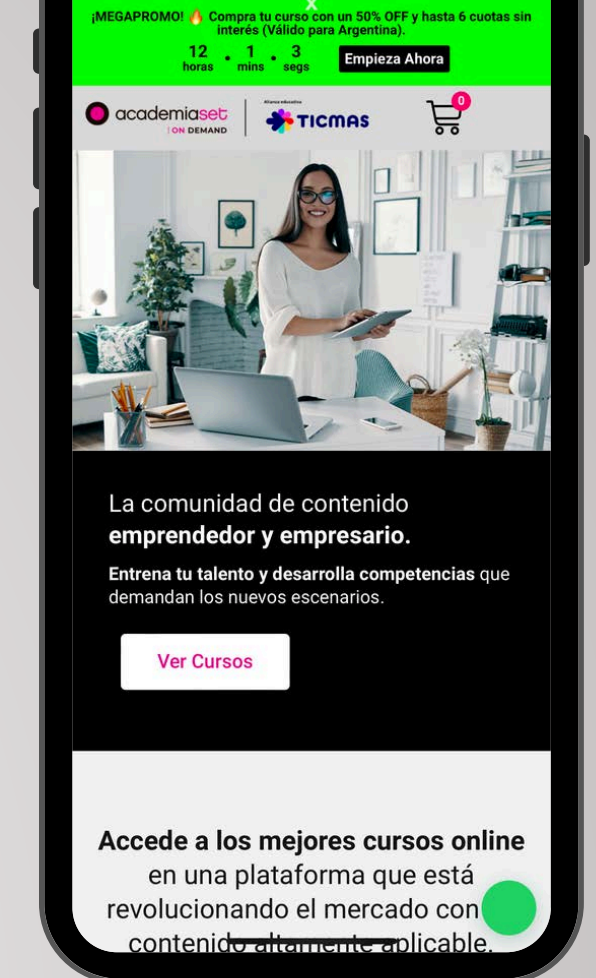 x
¡MEGAPROMO! 🔥 Compra tu curso con un 50% OFF y hasta 6 cuotas sin
interés (Válido para Argentina).
12 • 1 • 3
horas mins segs
Empieza Ahora
academiaset
ON DEMAND
Alianza educativa
TICMAS
0
La comunidad de contenido
emprendedor y empresario.
Entrena tu talento y desarrolla competencias que
demandan los nuevos escenarios.
Ver Cursos
Accede a los mejores cursos online
en una plataforma que está
revolucionando el mercado con
contenido altamente aplicable.